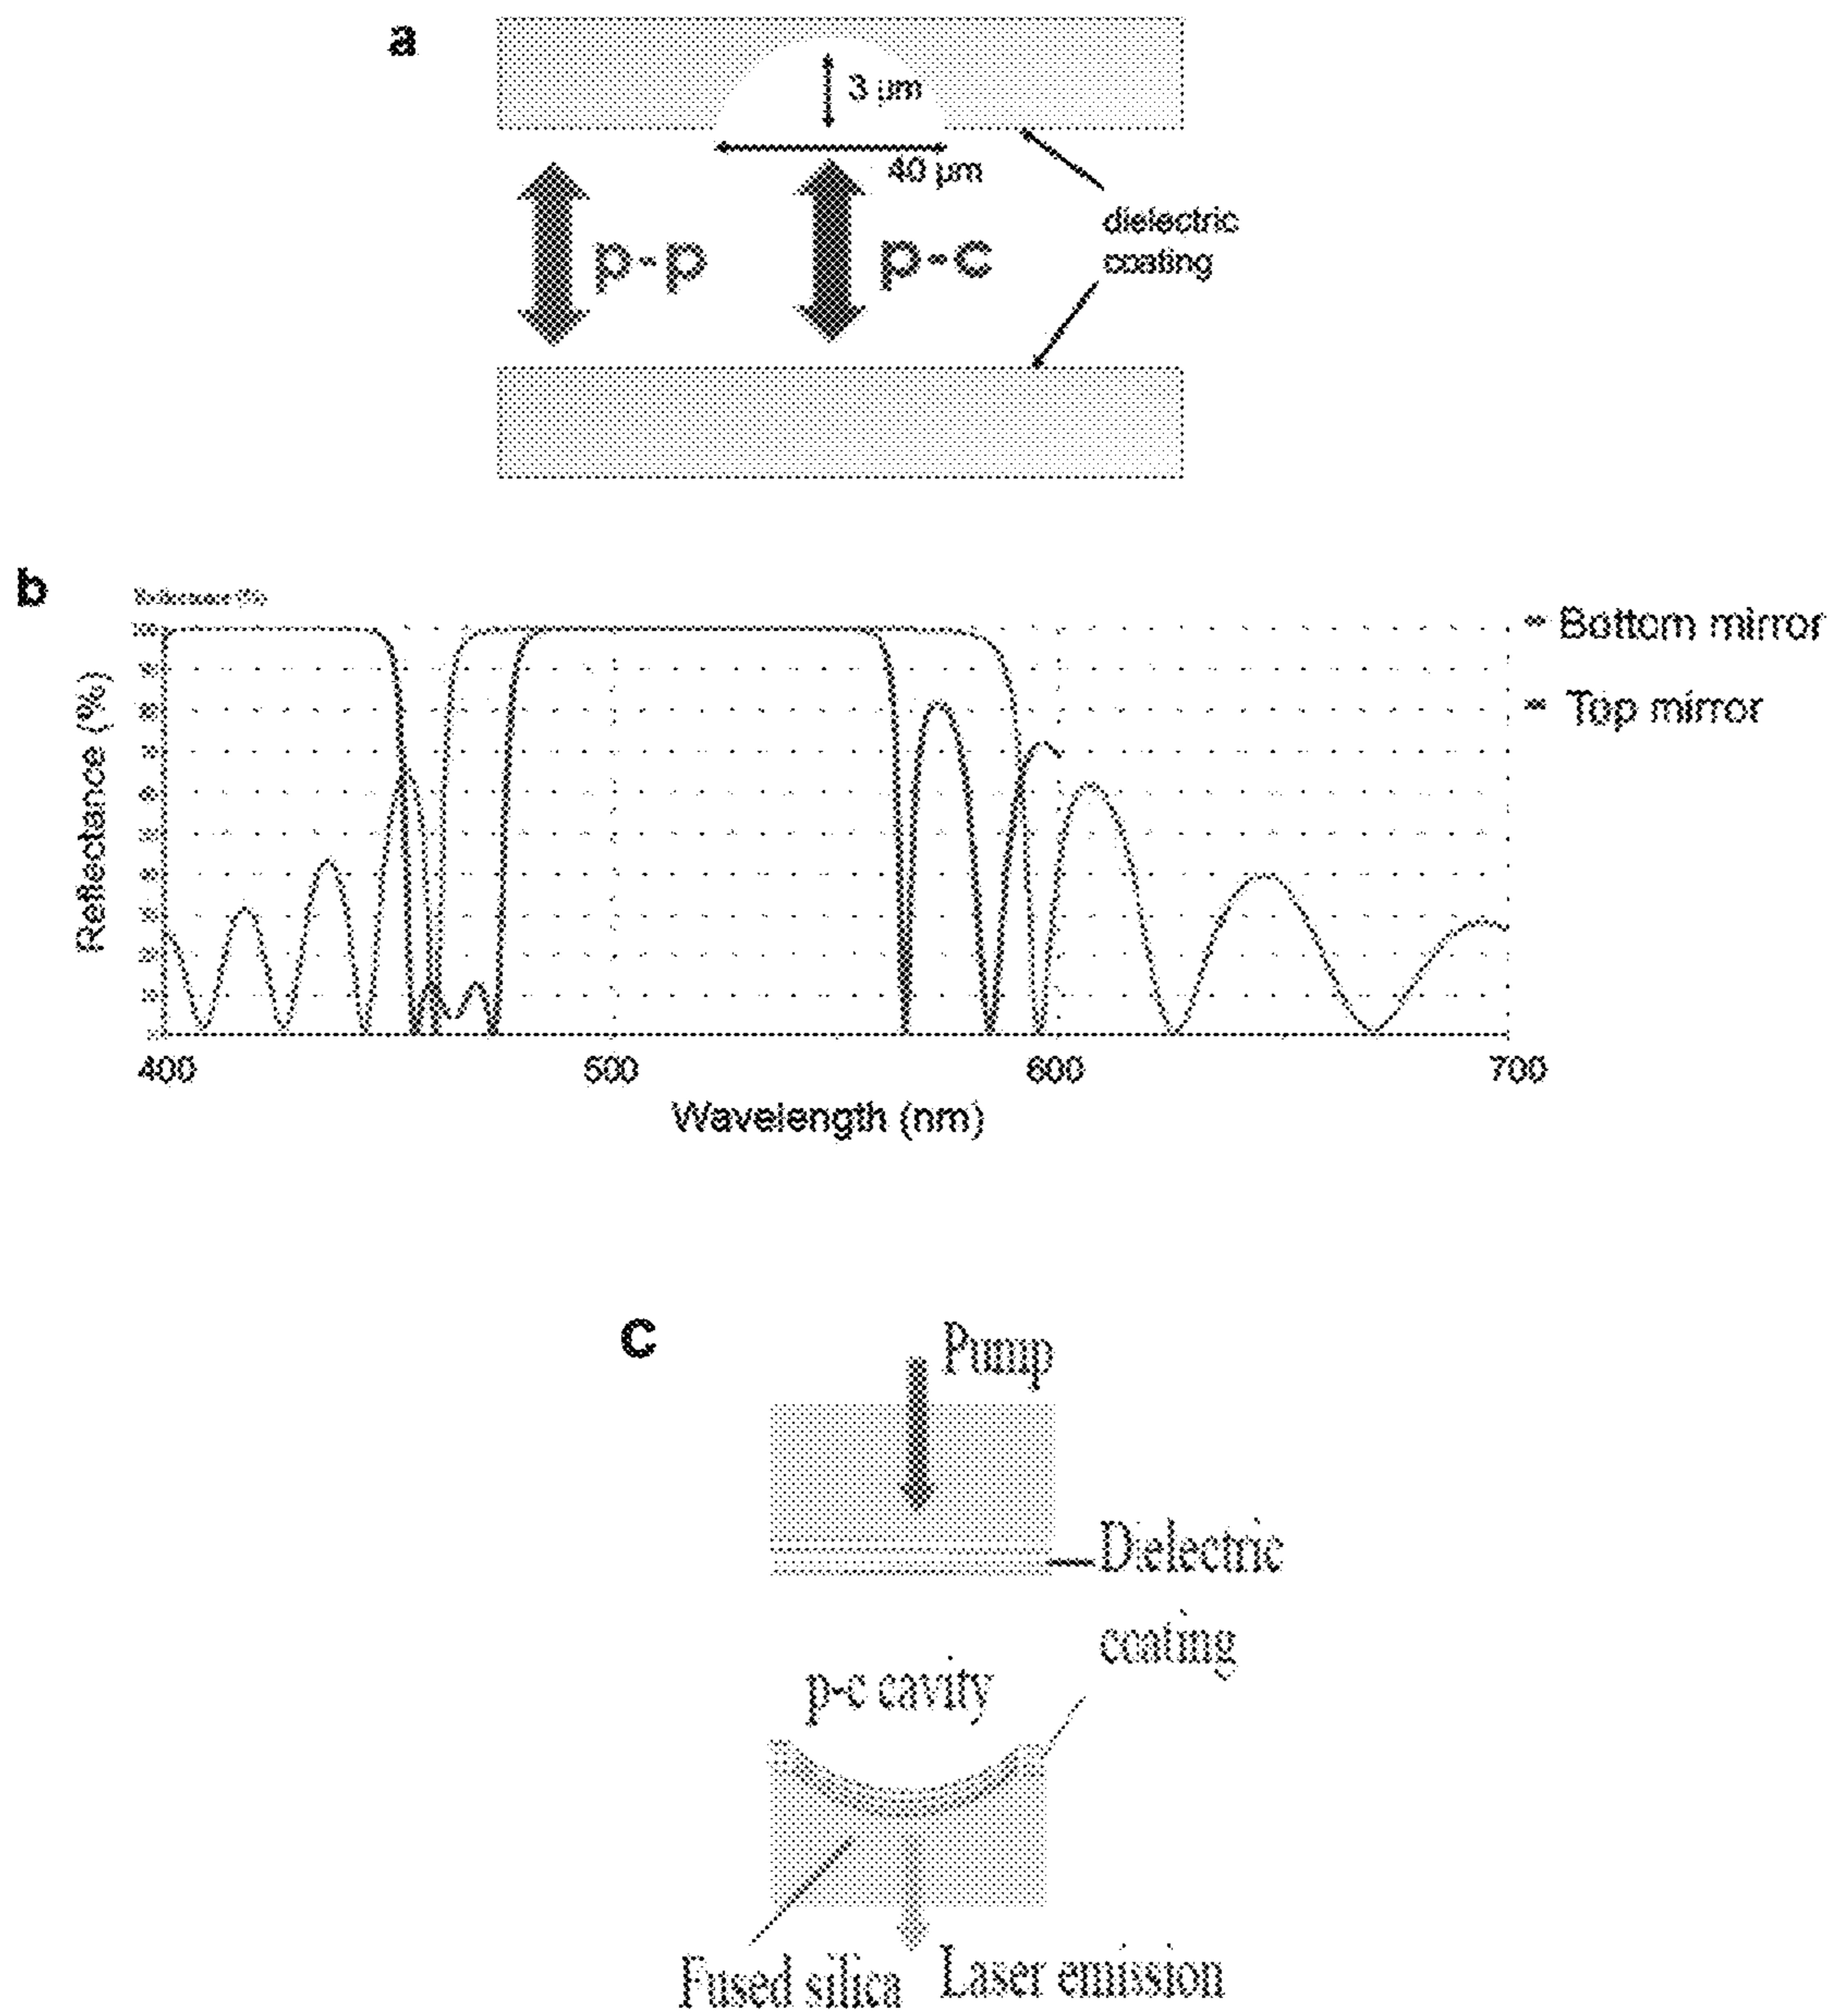 a
3 μm
40 μm
p-p
p-c
dielectric
coating
b
Reflectance (%)
Bottom mirror
Top mirror
Reflectance (%)
400
500
600
700
Wavelength (nm)
c
Pump
Dielectric
coating
p-c cavity
Fused silica
Laser emission